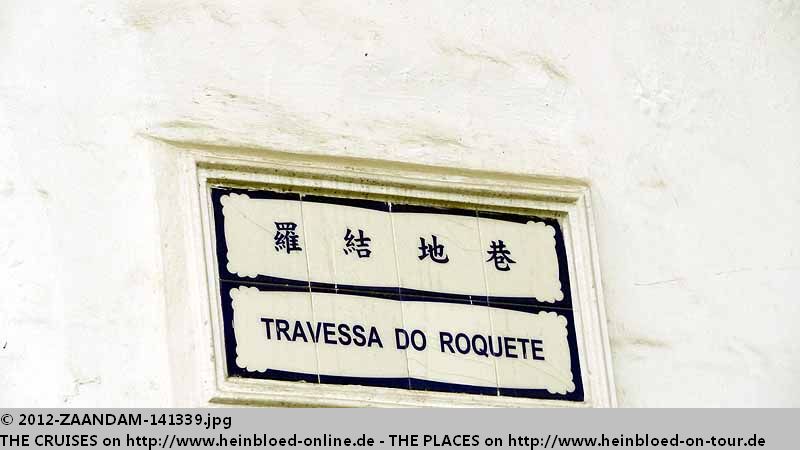 羅結地巷
TRAVESSA DO ROQUETE
© 2012-ZAANDAM-141339.jpg
THE CRUISES on http://www.heinbloed-online.de - THE PLACES on http://www.heinbloed-on-tour.de